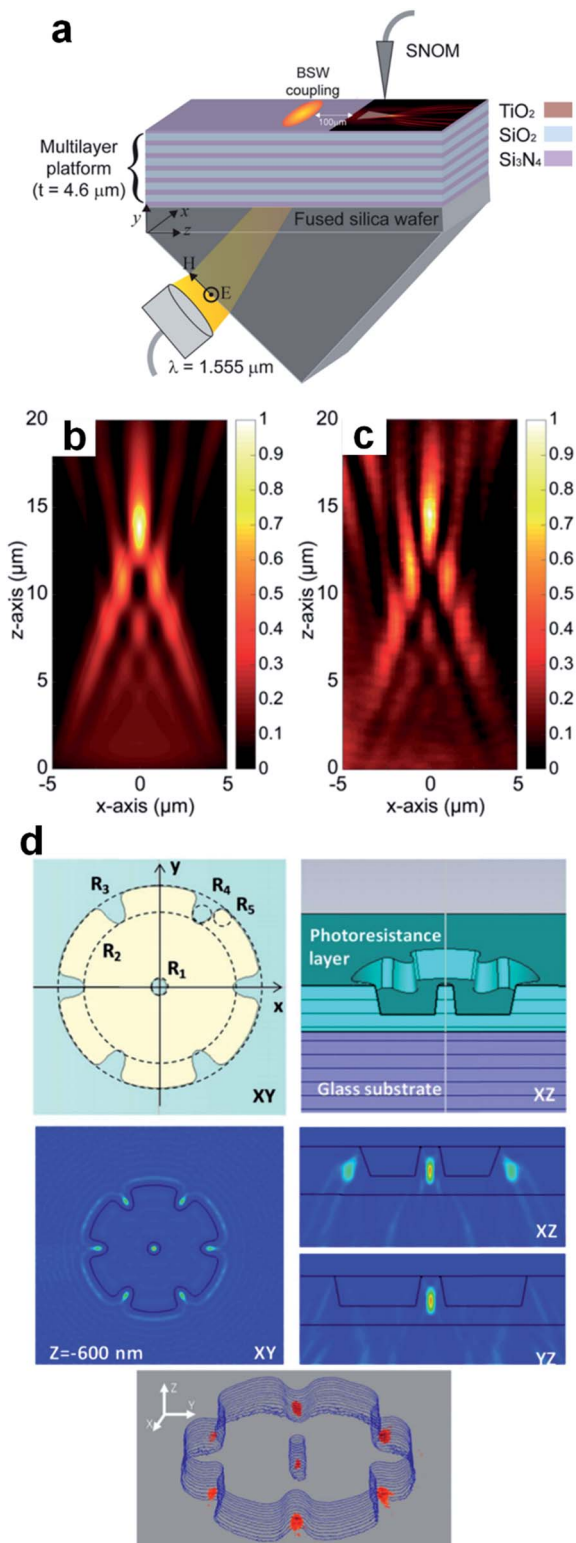 a
SNOM
BSW
coupling
100μm
TiO₂
SiO₂
Si₃N₄
Multilayer
platform
(t = 4.6 μm)
y
x
z
Fused silica wafer
H
E
λ = 1.555 μm
b
20
15
10
5
0
z-axis (μm)
-5
0
5
x-axis (μm)
1
0.9
0.8
0.7
0.6
0.5
0.4
0.3
0.2
0.1
0
c
20
15
10
5
0
z-axis (μm)
-5
0
5
x-axis (μm)
1
0.9
0.8
0.7
0.6
0.5
0.4
0.3
0.2
0.1
0
d
y
R₃
R₄
R₅
R₂
R₁
x
XY
Photoresistance
layer
Glass substrate
XZ
Z=-600 nm
XY
XZ
YZ
Z
Y
X